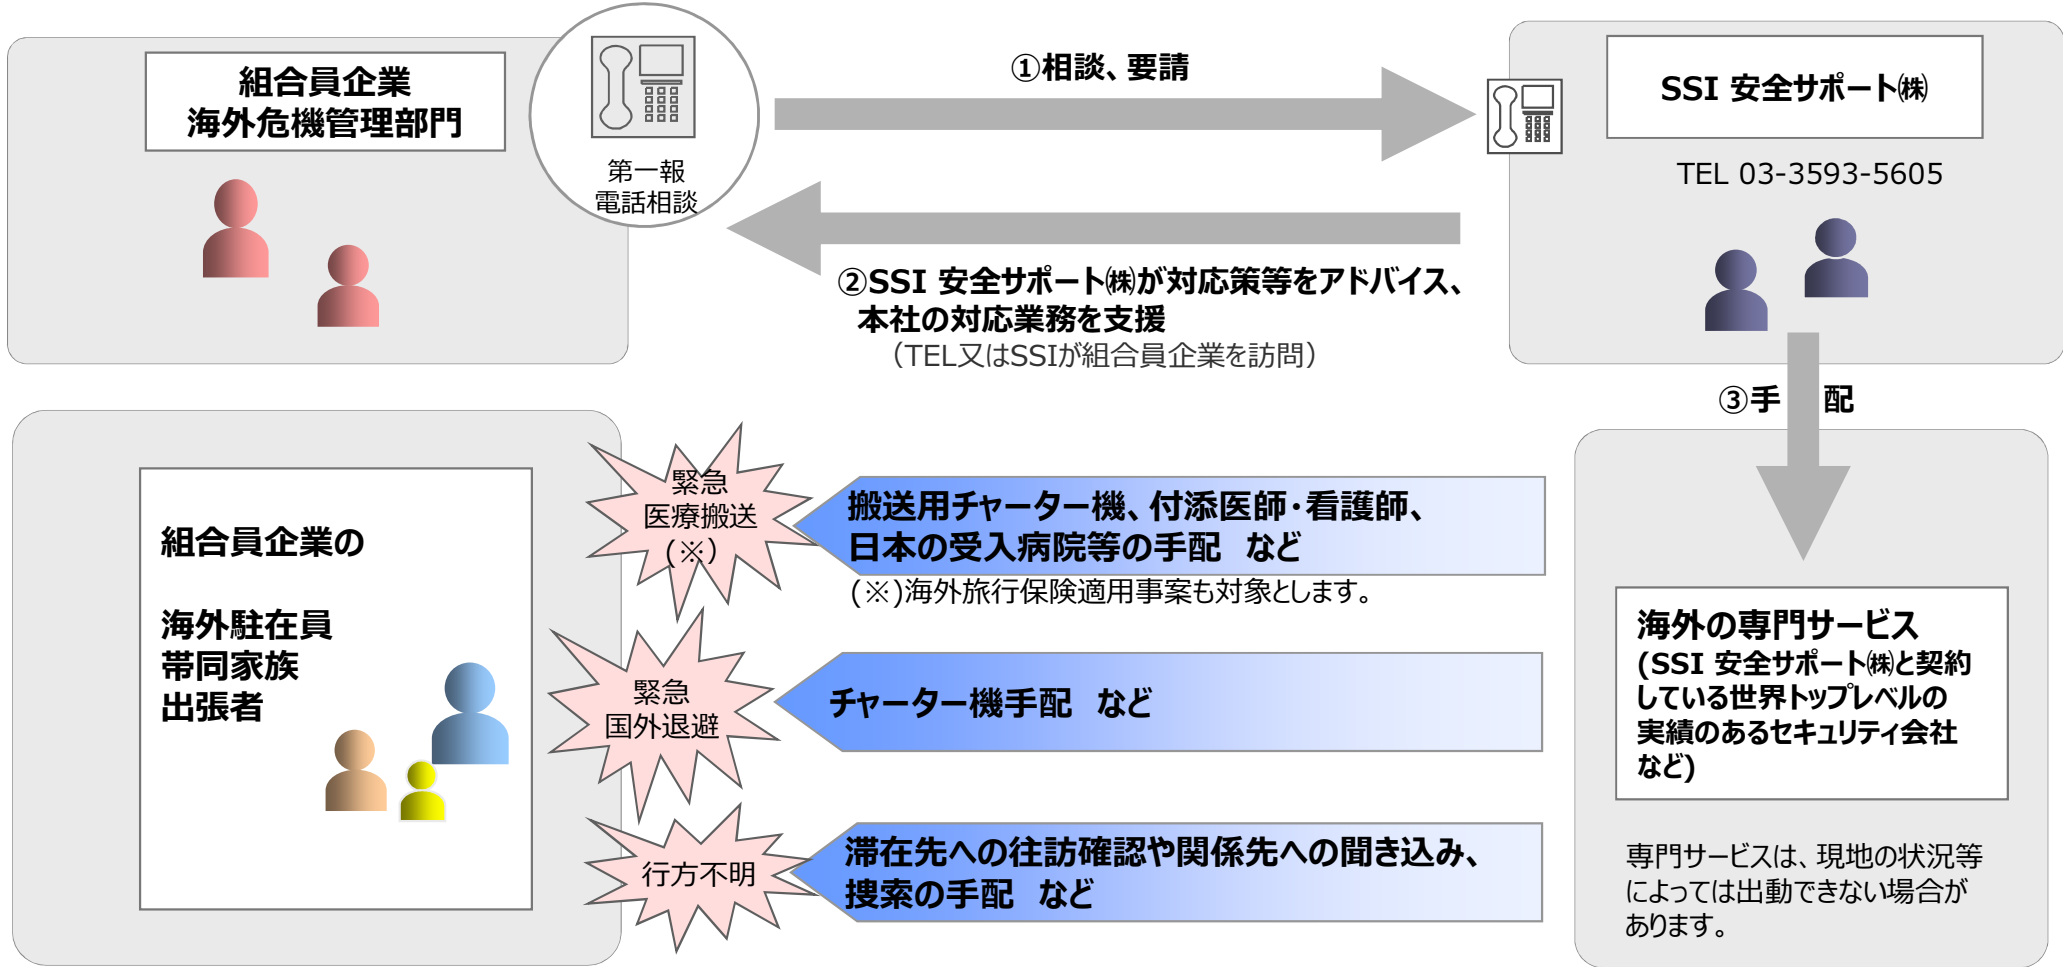 組合員企業
海外危機管理部門
第一報
電話相談
①相談、要請
SSI 安全サポート㈱
TEL 03-3593-5605
②SSI 安全サポート㈱が対応策等をアドバイス、
本社の対応業務を支援
（TEL又はSSIが組合員企業を訪問）
③手 配
組合員企業の
海外駐在員
帯同家族
出張者
緊急
医療搬送
(※)
搬送用チャーター機、付添医師・看護師、
日本の受入病院等の手配 など
(※)海外旅行保険適用事案も対象とします。
緊急
国外退避
チャーター機手配 など
行方不明
滞在先への往訪確認や関係先への聞き込み、
捜索の手配 など
海外の専門サービス
(SSI 安全サポート㈱と契約
している世界トップレベルの
実績のあるセキュリティ会社
など)
専門サービスは、現地の状況等
によっては出動できない場合が
あります。